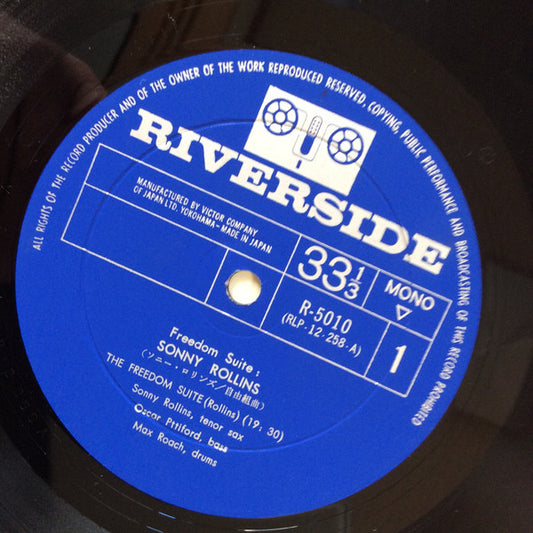 ALL RIGHTS OF THE RECORD PRODUCER AND OF THE OWNER OF THE WORK REPRODUCED RESERVED, COPYING, PUBLIC PERFORMANCE AND BROADCASTING OF THIS RECORD PROHIBITED
RIVERSIDE
MANUFACTURED BY VICTOR COMPANY
OF JAPAN LTD, YOKOHAMA-MADE IN JAPAN
33 1/3
MONO
R-5010
(RLP-12-258-A)
1
Freedom Suite:
SONNY ROLLINS
(ソニー・ロリンズ/自由組曲)
THE FREEDOM SUITE (Rollins) (19:30)
Sonny Rollins, tenor sax
Oscar Pttiford, bass
Max Roach, drums